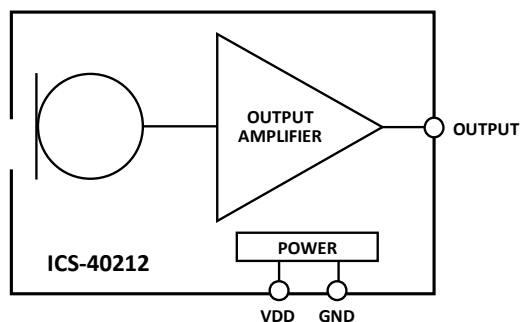 OUTPUT
AMPLIFIER
OUTPUT
POWER
ICS-40212
VDD GND